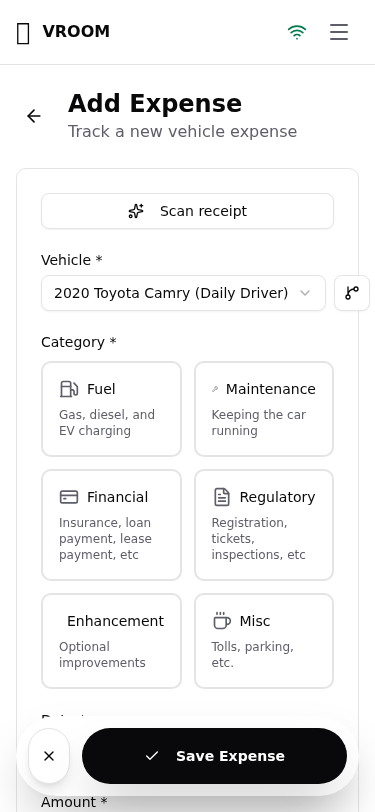 VROOM
Add Expense
Track a new vehicle expense
Scan receipt
Vehicle *
2020 Toyota Camry (Daily Driver)
Category *
Fuel
Gas, diesel, and
EV charging
Maintenance
Keeping the car
running
Financial
Insurance, loan
payment, lease
payment, etc
Regulatory
Registration,
tickets,
inspections, etc
Enhancement
Optional
improvements
Misc
Tolls, parking,
etc.
Save Expense
Amount *